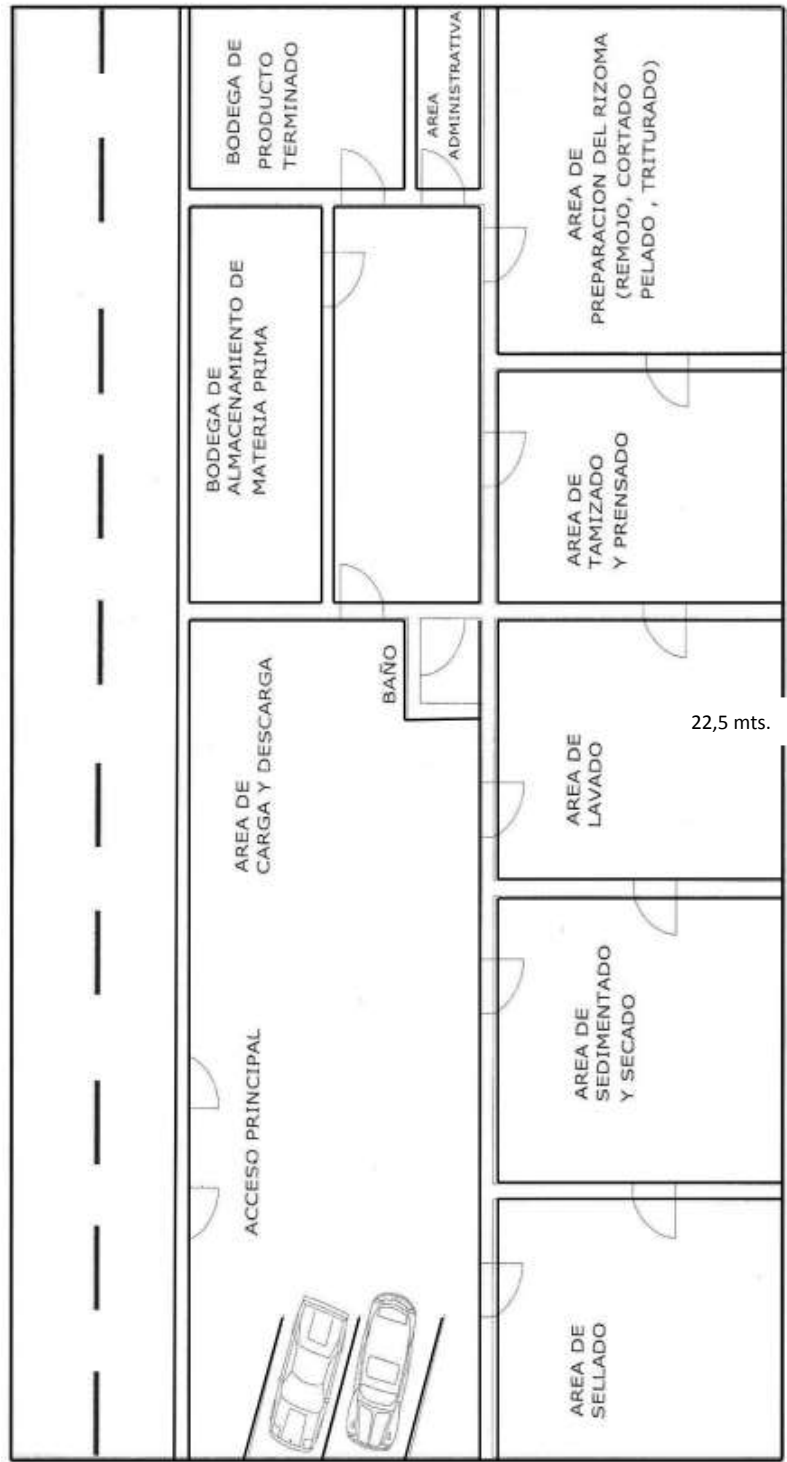 BODEGA DE
PRODUCTO
TERMINADO
AREA
ADMINISTRATIVA
BODEGA DE
ALMACENAMIENTO DE
MATERIA PRIMA
AREA DE
PREPARACION DEL RIZOMA
(REMOJO, CORTADO
PELADO , TRITURADO)
AREA DE
TAMIZADO
Y PRENSADO
BAÑO
AREA DE
CARGA Y DESCARGA
AREA DE
LAVADO
22,5 mts.
ACCESO PRINCIPAL
AREA DE
SEDIMENTADO
Y SECADO
AREA DE
SELLADO